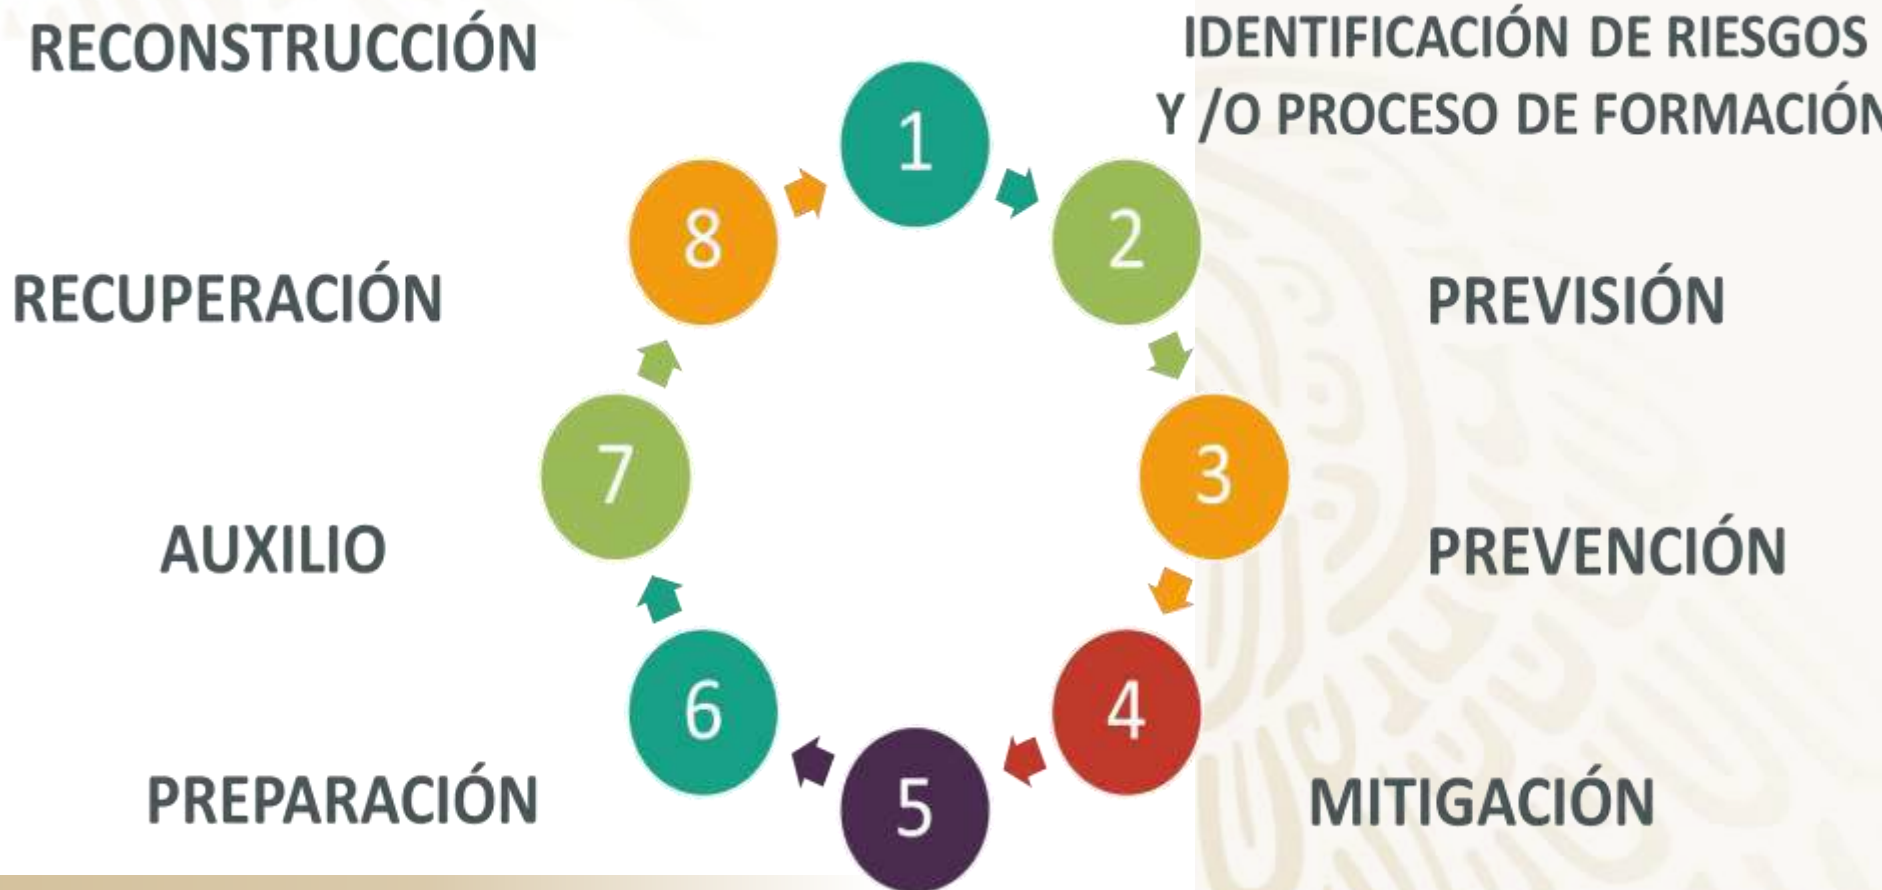 RECONSTRUCCIÓN
IDENTIFICACIÓN DE RIESGOS
Y /O PROCESO DE FORMACIÓN
1
8
2
RECUPERACIÓN
PREVISIÓN
7
3
AUXILIO
PREVENCIÓN
6
4
PREPARACIÓN
5
MITIGACIÓN